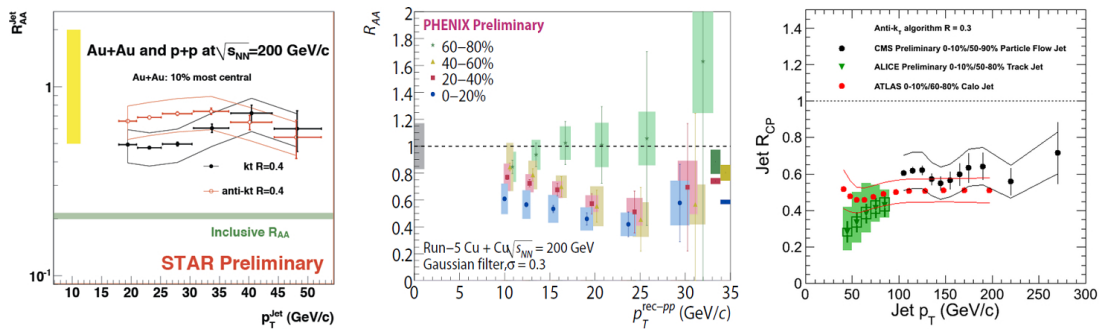 R_AA^Jet
Au+Au and p+p at √s_NN=200 GeV/c
Au+Au: 10% most central
1
kt R=0.4
anti-kt R=0.4
Inclusive R_AA
STAR Preliminary
10⁻¹
10 15 20 25 30 35 40 45 50
p_T^Jet (GeV/c)
R_AA
2
1.8
1.6
1.4
1.2
1
0.8
0.6
0.4
0.2
0
PHENIX Preliminary
60–80%
40–60%
20–40%
0–20%
Run–5 Cu + Cu√s_NN = 200 GeV
Gaussian filter,σ = 0.3
0 5 10 15 20 25 30 35
p_T^rec–pp (GeV/c)
Jet R_CP
1.4
1.2
1.0
0.8
0.6
0.4
0.2
0
Anti-k_T algorithm R = 0.3
CMS Preliminary 0-10%/50-90% Particle Flow Jet
ALICE Preliminary 0-10%/50-80% Track Jet
ATLAS 0-10%/60-80% Calo Jet
0 50 100 150 200 250 300
Jet p_T (GeV/c)